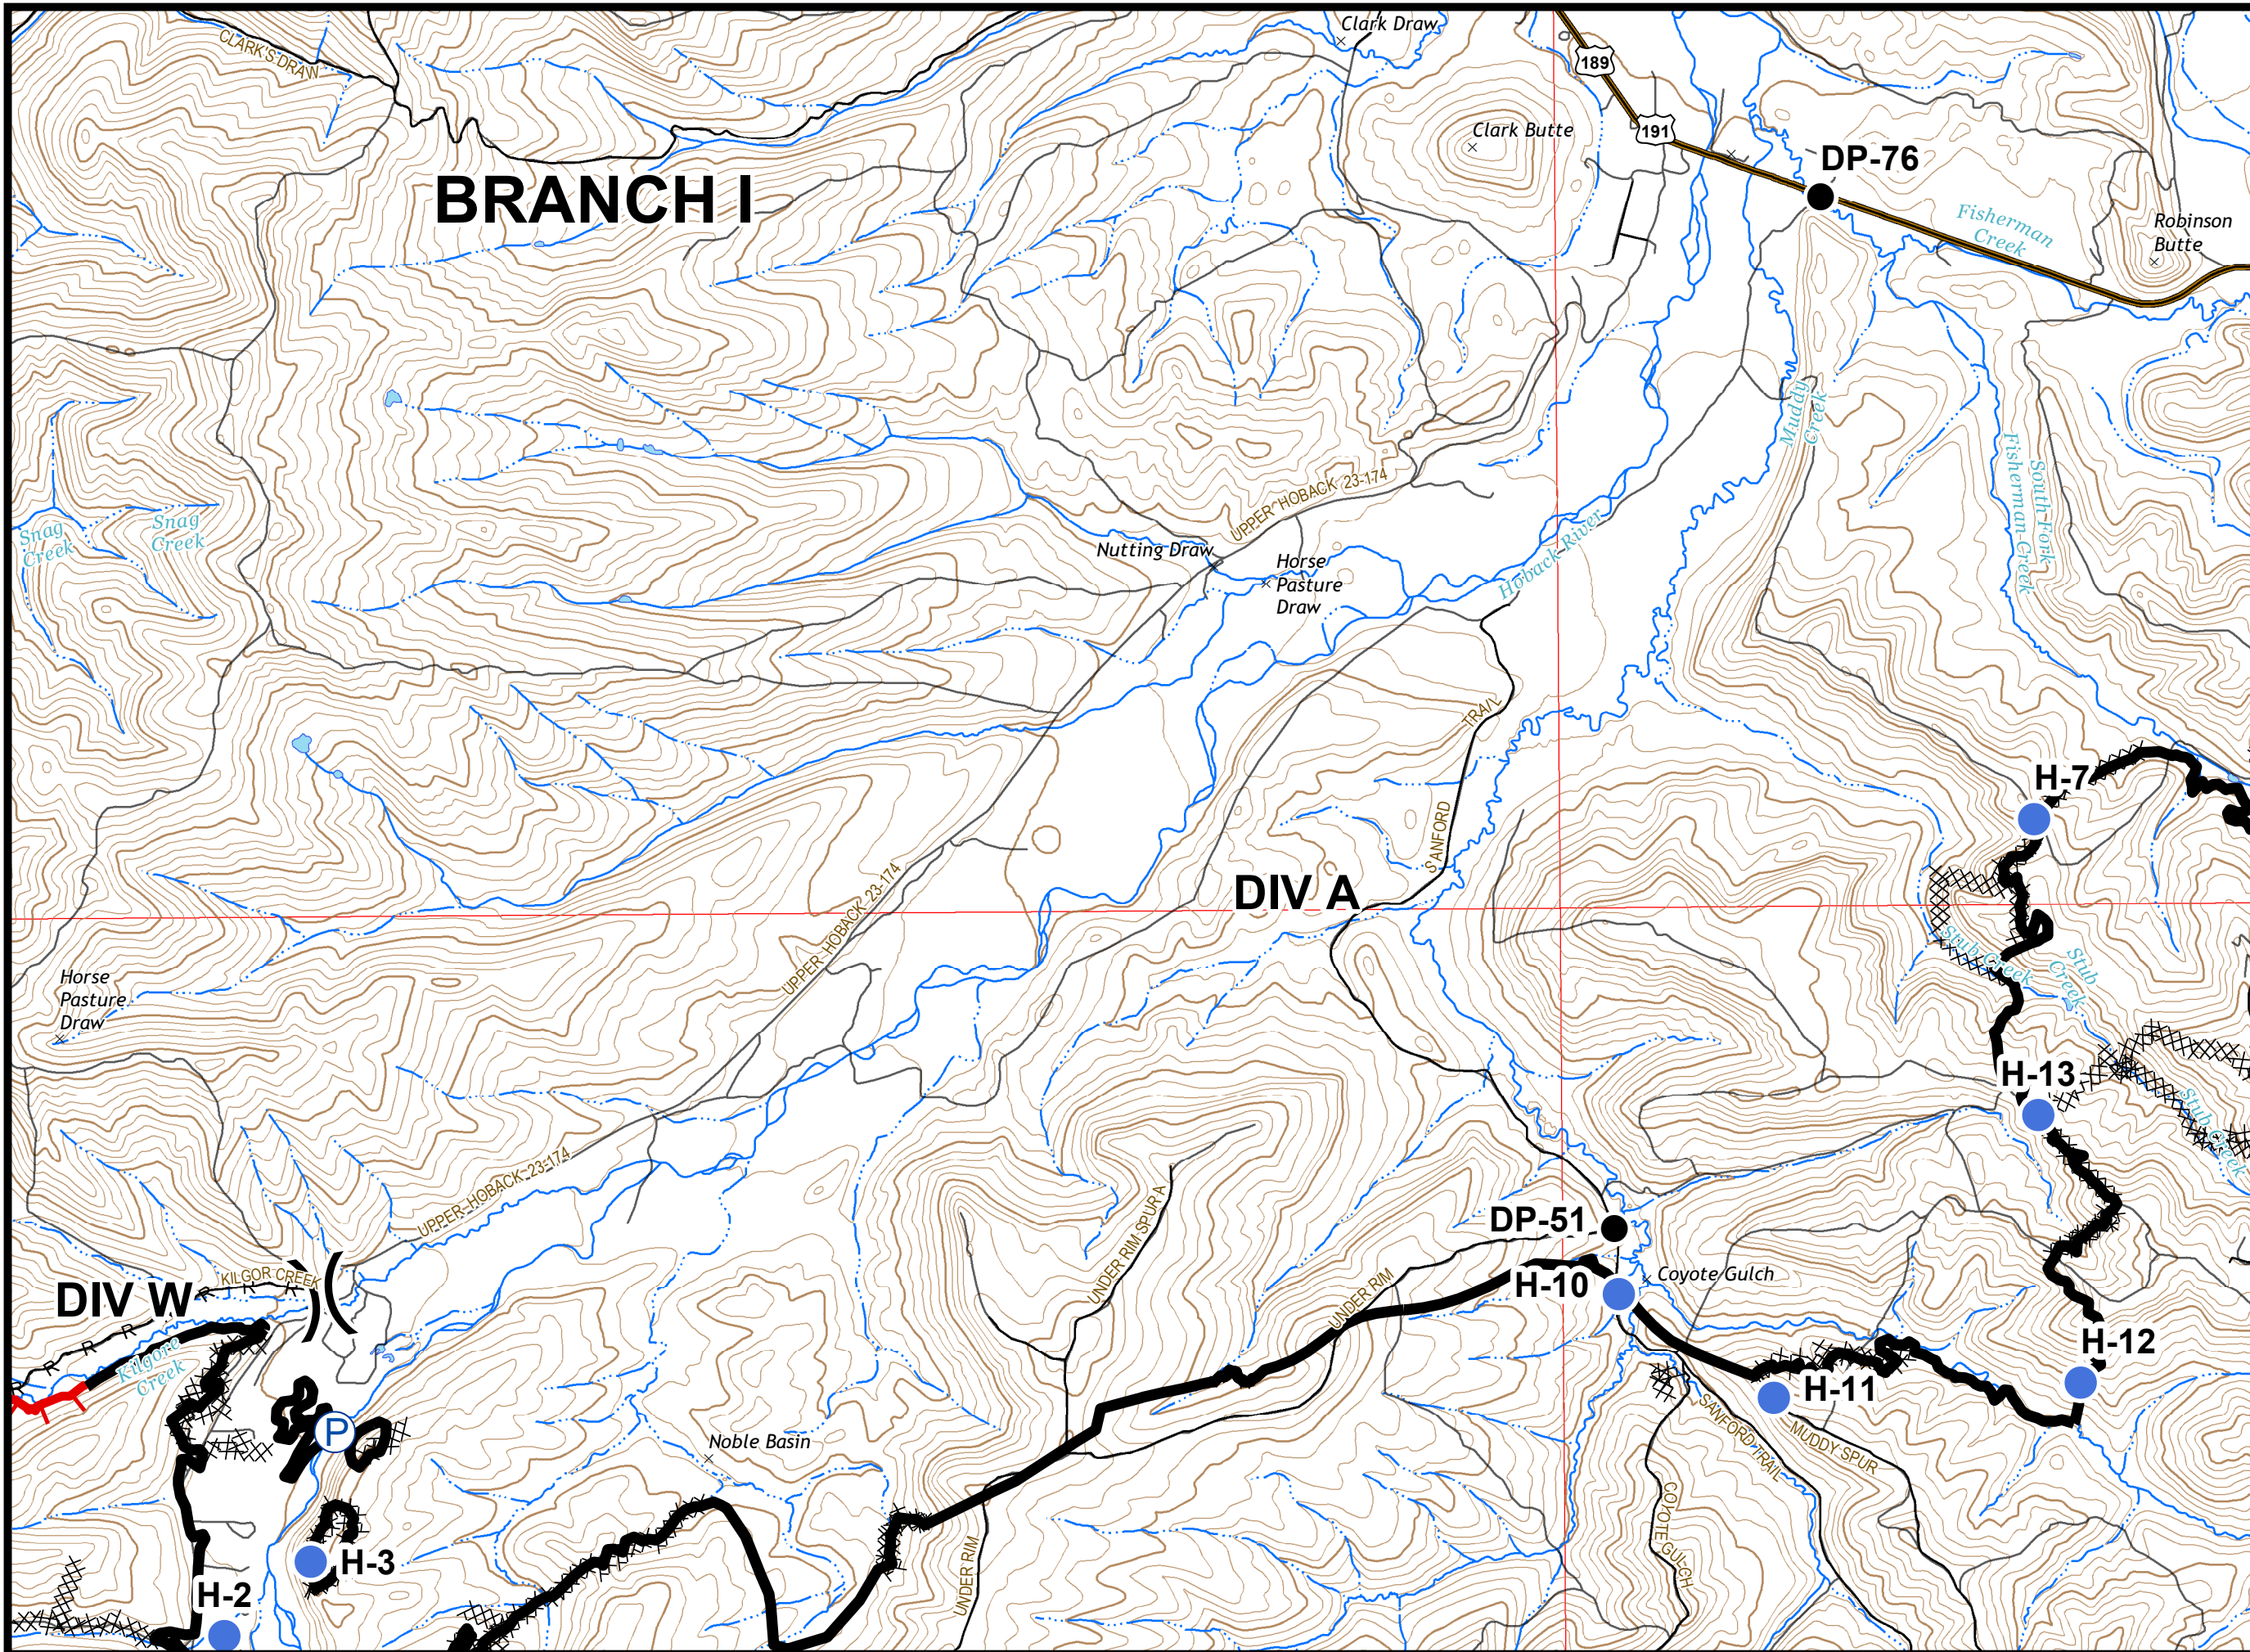 Clark Draw
CLARK'S DRAW
189
Clark Butte
191
DP-76
BRANCH I
Fisherman
Creek
Robinson
Butte
Muddy
Creek
South Fork
Fisherman Creek
UPPER HOBACK 23-174
Snag
Creek
Snag
Creek
Nutting Draw
Horse
Pasture
Draw
Hoback River
TRAIL
SANFORD
H-7
DIV A
UPPER HOBACK 23-174
Stub Creek
Stub
Creek
Horse
Pasture
Draw
H-13
Stub Creek
UPPER HOBACK 23-174
UNDER RIM SPUR A
DP-51
Coyote Gulch
H-10
UNDER RIM
KILGOR CREEK
DIV W
R R R R R R R
Kilgore
Creek
H-12
H-11
SANFORD TRAIL
MUDDY SPUR
P
Noble Basin
COYOTE GULCH
UNDER RIM
H-3
H-2